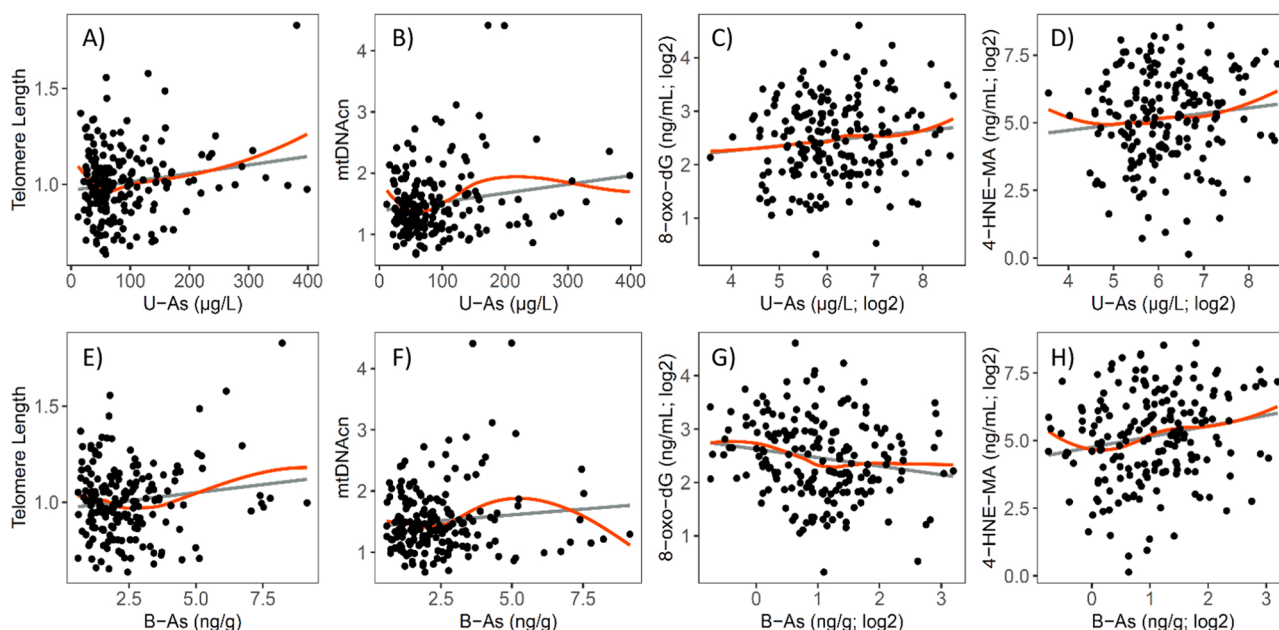 A)
Telomere Length
1.5
1.0
0 100 200 300 400
U−As (µg/L)
B)
mtDNAcn
4
3
2
1
0 100 200 300 400
U−As (µg/L)
C)
8−oxo−dG (ng/mL; log2)
4
3
2
1
4 5 6 7 8
U−As (µg/L; log2)
D)
4−HNE−MA (ng/mL; log2)
7.5
5.0
2.5
0.0
4 5 6 7 8
U−As (µg/L; log2)
E)
Telomere Length
1.5
1.0
2.5 5.0 7.5
B−As (ng/g)
F)
mtDNAcn
4
3
2
1
2.5 5.0 7.5
B−As (ng/g)
G)
8−oxo−dG (ng/mL; log2)
4
3
2
1
0 1 2 3
B−As (ng/g; log2)
H)
4−HNE−MA (ng/mL; log2)
7.5
5.0
2.5
0.0
0 1 2 3
B−As (ng/g; log2)